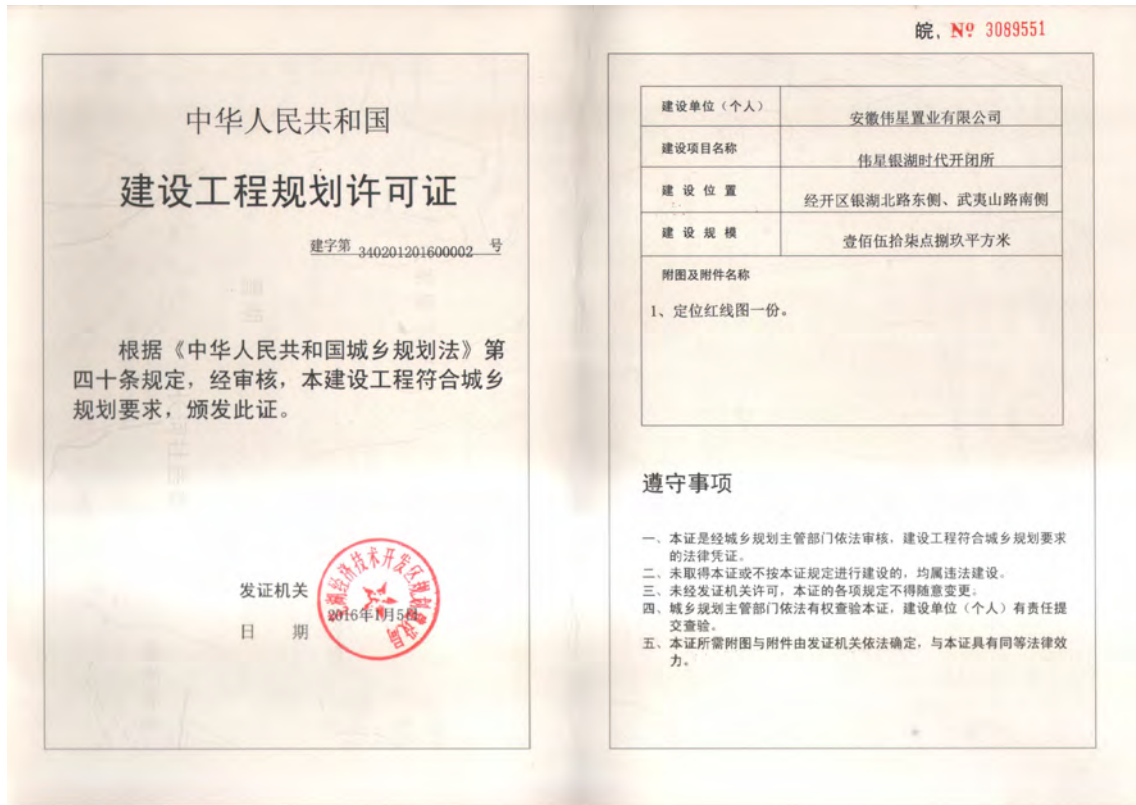 中华人民共和国
建设工程规划许可证
建字第 340201201600002 号
根据《中华人民共和国城乡规划法》第
四十条规定，经审核，本建设工程符合城乡
规划要求，颁发此证。
发证机关
芜湖经济技术开发区规划建设局
2016年1月5日
日 期
皖, Nº 3089551
建设单位（个人） 安徽伟星置业有限公司
建设项目名称 伟星银湖时代开闭所
建设位置 经开区银湖北路东侧、武夷山路南侧
建设规模 壹佰伍拾柒点捌玖平方米
附图及附件名称
1、定位红线图一份。
遵守事项
一、本证是经城乡规划主管部门依法审核，建设工程符合城乡规划要求
的法律凭证。
二、未取得本证或不按本证规定进行建设的，均属违法建设。
三、未经发证机关许可，本证的各项规定不得随意变更。
四、城乡规划主管部门依法有权查验本证，建设单位（个人）有责任提
交查验。
五、本证所需附图与附件由发证机关依法确定，与本证具有同等法律效
力。